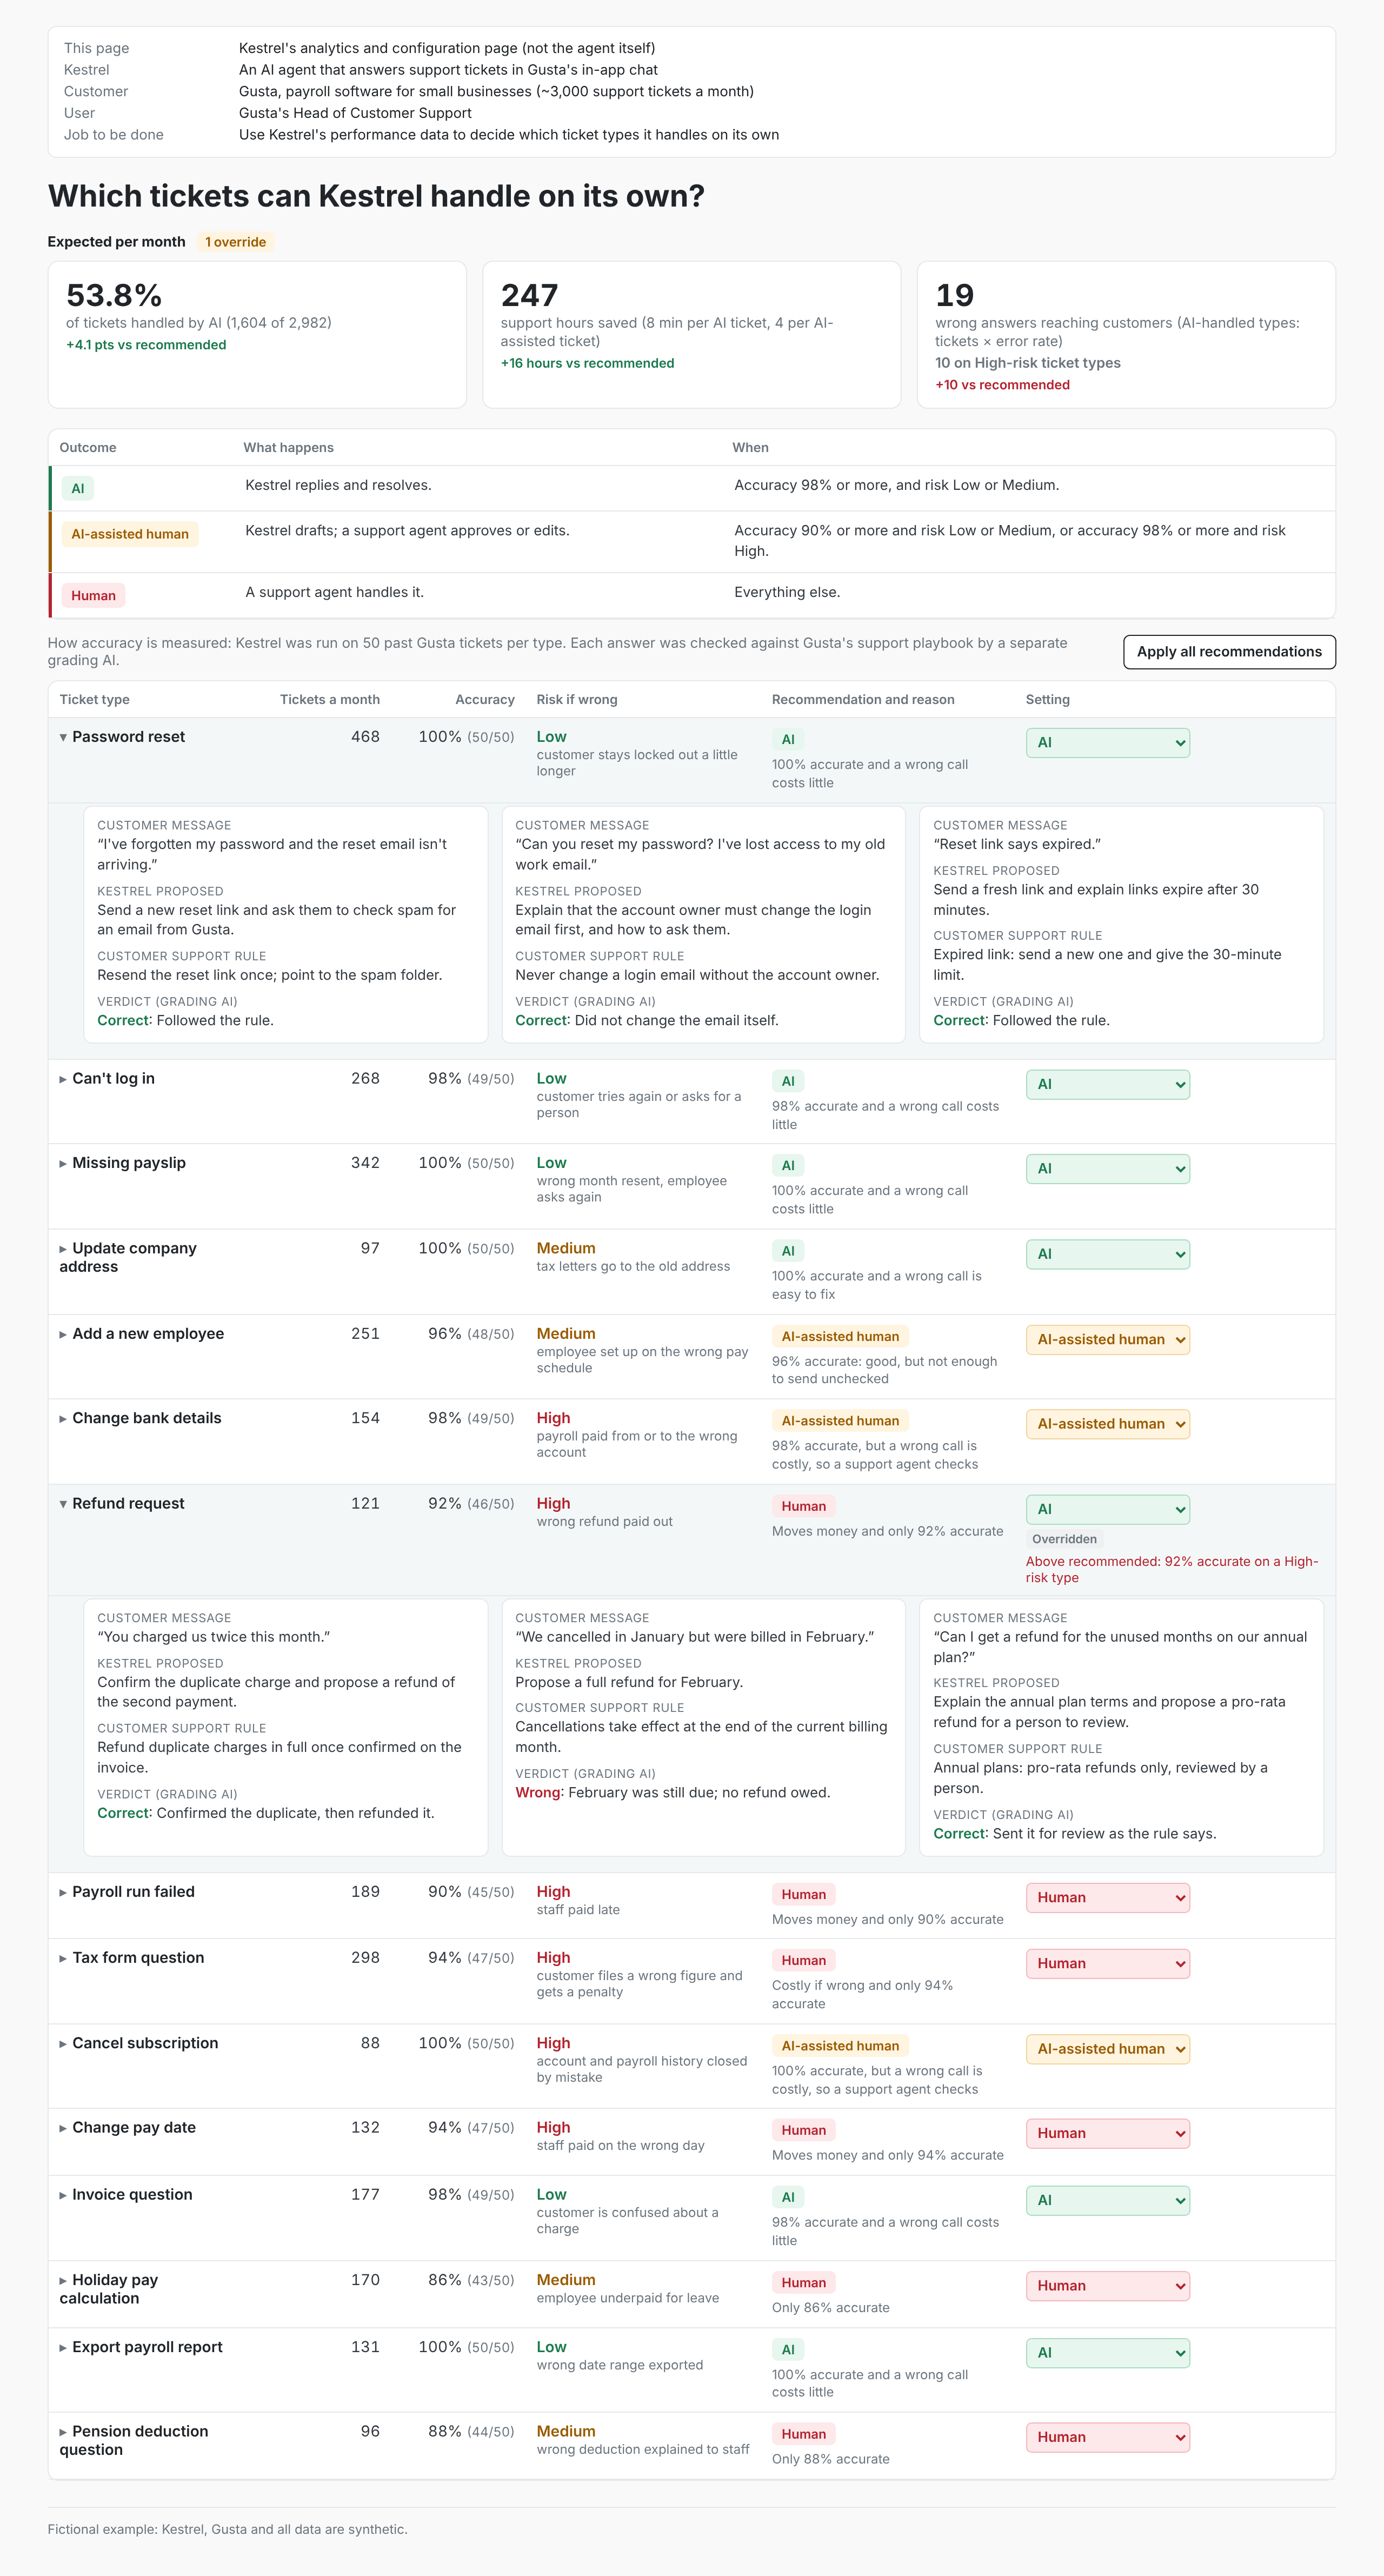 This page Kestrel's analytics and configuration page (not the agent itself)
Kestrel An AI agent that answers support tickets in Gusta's in-app chat
Customer Gusta, payroll software for small businesses (~3,000 support tickets a month)
User Gusta's Head of Customer Support
Job to be done Use Kestrel's performance data to decide which ticket types it handles on its own
Which tickets can Kestrel handle on its own?
Expected per month 1 override
53.8%
of tickets handled by AI (1,604 of 2,982)
+4.1 pts vs recommended
247
support hours saved (8 min per AI ticket, 4 per AI-
assisted ticket)
+16 hours vs recommended
19
wrong answers reaching customers (AI-handled types:
tickets × error rate)
10 on High-risk ticket types
+10 vs recommended
Outcome What happens When
AI Kestrel replies and resolves. Accuracy 98% or more, and risk Low or Medium.
AI-assisted human Kestrel drafts; a support agent approves or edits. Accuracy 90% or more and risk Low or Medium, or accuracy 98% or more and risk
High.
Human A support agent handles it. Everything else.
How accuracy is measured: Kestrel was run on 50 past Gusta tickets per type. Each answer was checked against Gusta's support playbook by a separate
grading AI.
Apply all recommendations
Ticket type Tickets a month Accuracy Risk if wrong Recommendation and reason Setting
▾ Password reset 468 100% (50/50) Low AI AI
customer stays locked out a little
longer
100% accurate and a wrong call
costs little
CUSTOMER MESSAGE
“I've forgotten my password and the reset email isn't
arriving.”
KESTREL PROPOSED
Send a new reset link and ask them to check spam for
an email from Gusta.
CUSTOMER SUPPORT RULE
Resend the reset link once; point to the spam folder.
VERDICT (GRADING AI)
Correct: Followed the rule.
CUSTOMER MESSAGE
“Can you reset my password? I've lost access to my old
work email.”
KESTREL PROPOSED
Explain that the account owner must change the login
email first, and how to ask them.
CUSTOMER SUPPORT RULE
Never change a login email without the account owner.
VERDICT (GRADING AI)
Correct: Did not change the email itself.
CUSTOMER MESSAGE
“Reset link says expired.”
KESTREL PROPOSED
Send a fresh link and explain links expire after 30
minutes.
CUSTOMER SUPPORT RULE
Expired link: send a new one and give the 30-minute
limit.
VERDICT (GRADING AI)
Correct: Followed the rule.
▸ Can't log in 268 98% (49/50) Low AI AI
customer tries again or asks for a
person
98% accurate and a wrong call costs
little
▸ Missing payslip 342 100% (50/50) Low AI AI
wrong month resent, employee
asks again
100% accurate and a wrong call
costs little
▸ Update company
address
97 100% (50/50) Medium AI AI
tax letters go to the old address
100% accurate and a wrong call is
easy to fix
▸ Add a new employee 251 96% (48/50) Medium AI-assisted human AI-assisted human
employee set up on the wrong pay
schedule
96% accurate: good, but not enough
to send unchecked
▸ Change bank details 154 98% (49/50) High AI-assisted human AI-assisted human
payroll paid from or to the wrong
account
98% accurate, but a wrong call is
costly, so a support agent checks
▾ Refund request 121 92% (46/50) High Human AI
wrong refund paid out
Moves money and only 92% accurate
Overridden
Above recommended: 92% accurate on a High-
risk type
CUSTOMER MESSAGE
“You charged us twice this month.”
KESTREL PROPOSED
Confirm the duplicate charge and propose a refund of
the second payment.
CUSTOMER SUPPORT RULE
Refund duplicate charges in full once confirmed on the
invoice.
VERDICT (GRADING AI)
Correct: Confirmed the duplicate, then refunded it.
CUSTOMER MESSAGE
“We cancelled in January but were billed in February.”
KESTREL PROPOSED
Propose a full refund for February.
CUSTOMER SUPPORT RULE
Cancellations take effect at the end of the current billing
month.
VERDICT (GRADING AI)
Wrong: February was still due; no refund owed.
CUSTOMER MESSAGE
“Can I get a refund for the unused months on our annual
plan?”
KESTREL PROPOSED
Explain the annual plan terms and propose a pro-rata
refund for a person to review.
CUSTOMER SUPPORT RULE
Annual plans: pro-rata refunds only, reviewed by a
person.
VERDICT (GRADING AI)
Correct: Sent it for review as the rule says.
▸ Payroll run failed 189 90% (45/50) High Human Human
staff paid late
Moves money and only 90% accurate
▸ Tax form question 298 94% (47/50) High Human Human
customer files a wrong figure and
gets a penalty
Costly if wrong and only 94%
accurate
▸ Cancel subscription 88 100% (50/50) High AI-assisted human AI-assisted human
account and payroll history closed
by mistake
100% accurate, but a wrong call is
costly, so a support agent checks
▸ Change pay date 132 94% (47/50) High Human Human
staff paid on the wrong day
Moves money and only 94% accurate
▸ Invoice question 177 98% (49/50) Low AI AI
customer is confused about a
charge
98% accurate and a wrong call costs
little
▸ Holiday pay
calculation
170 86% (43/50) Medium Human Human
employee underpaid for leave
Only 86% accurate
▸ Export payroll report 131 100% (50/50) Low AI AI
wrong date range exported
100% accurate and a wrong call
costs little
▸ Pension deduction
question
96 88% (44/50) Medium Human Human
wrong deduction explained to staff
Only 88% accurate
Fictional example: Kestrel, Gusta and all data are synthetic.